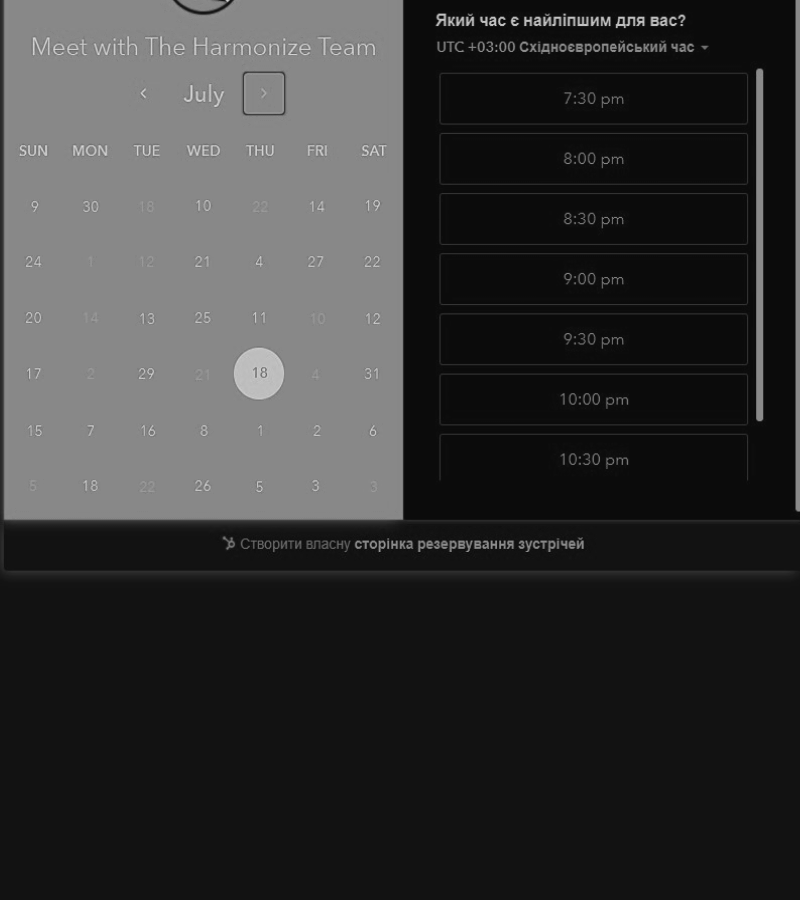 Meet with The Harmonize Team
July
SUN MON TUE WED THU FRI SAT
9 30 18 10 22 14 19
24 1 12 21 4 27 22
20 14 13 25 11 10 12
17 2 29 21 18 4 31
15 7 16 8 1 2 6
5 18 22 26 5 3 3
Який час є найліпшим для вас?
UTC +03:00 Східноєвропейський час
7:30 pm
8:00 pm
8:30 pm
9:00 pm
9:30 pm
10:00 pm
10:30 pm
Створити власну сторінка резервування зустрічей